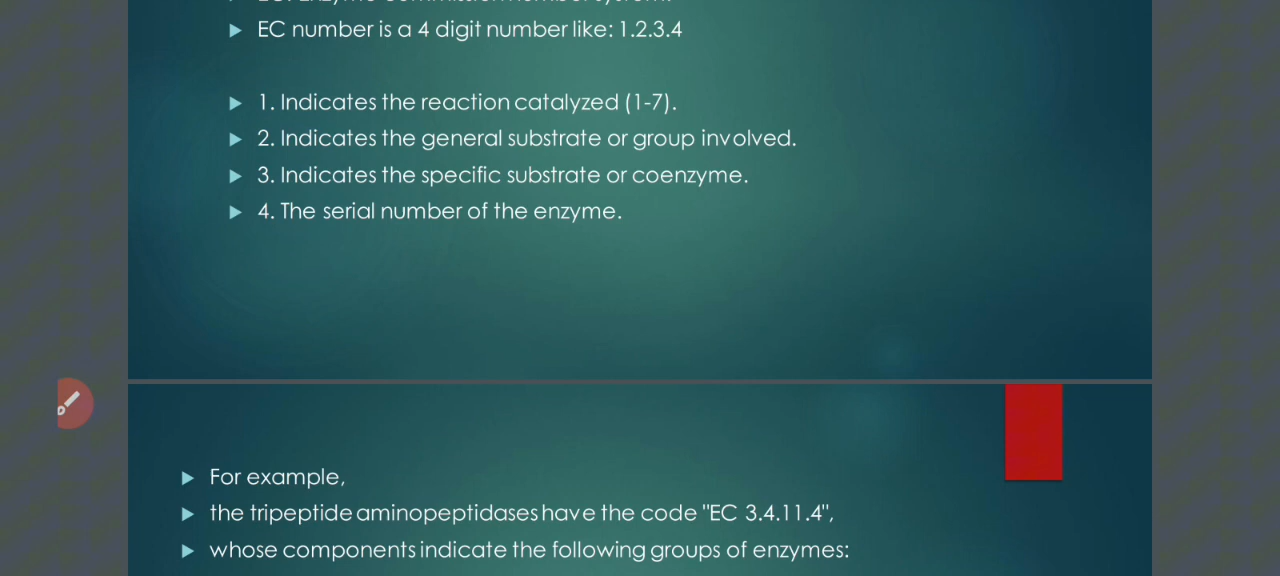 EC number is a 4 digit number like: 1.2.3.4
1. Indicates the reaction catalyzed (1-7).
2. Indicates the general substrate or group involved.
3. Indicates the specific substrate or coenzyme.
4. The serial number of the enzyme.
For example,
the tripeptide aminopeptidases have the code "EC 3.4.11.4",
whose components indicate the following groups of enzymes: